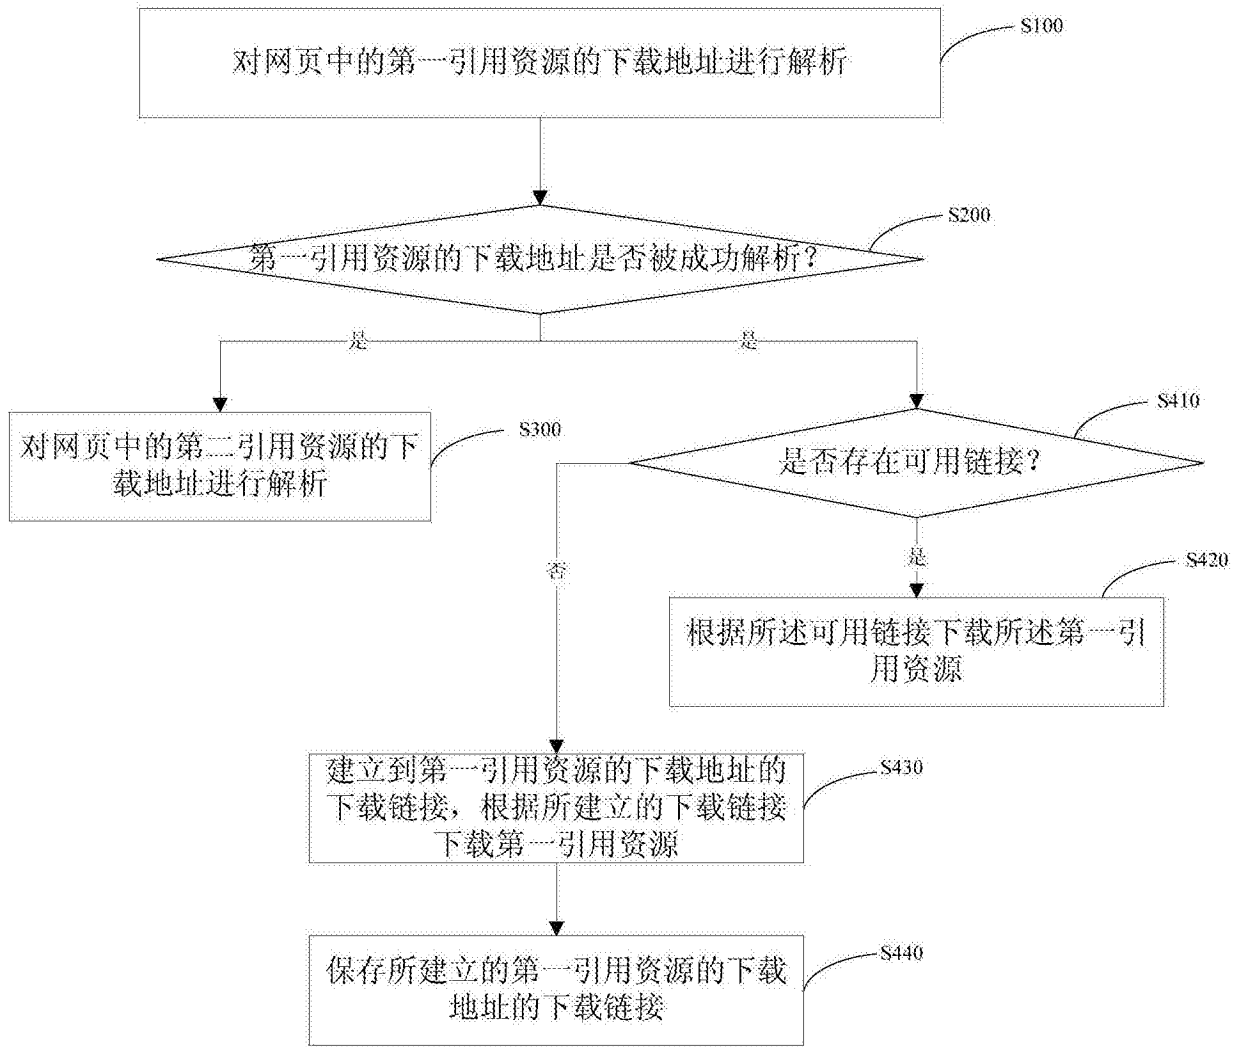 S100
对网页中的第一引用资源的下载地址进行解析
S200
第一引用资源的下载地址是否被成功解析？
是
是
S300
对网页中的第二引用资源的下
载地址进行解析
S410
是否存在可用链接？
否
是
S420
根据所述可用链接下载所述第一引
用资源
S430
建立到第一引用资源的下载地址的
下载链接，根据所建立的下载链接
下载第一引用资源
S440
保存所建立的第一引用资源的下载
地址的下载链接